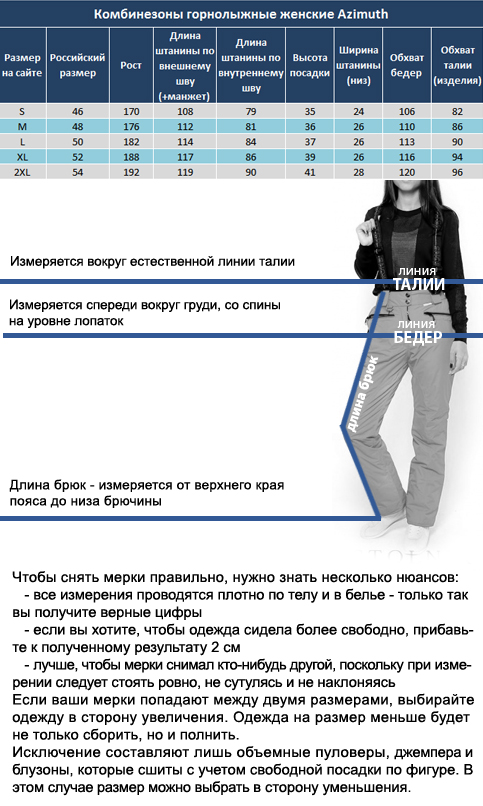 Комбинезоны горнолыжные женские Azimuth
Размер на сайте | Российский размер | Рост | Длина штанины по внешнему шву (+манжет) | Длина штанины по внутреннему шву | Высота посадки | Ширина штанины (низ) | Обхват бедер | Обхват талии (изделия)
S 46 170 108 79 35 24 106 82
M 48 176 112 81 36 26 110 86
L 50 182 114 84 37 26 113 90
XL 52 188 117 86 39 26 116 94
2XL 54 192 119 90 41 28 120 96
Измеряется вокруг естественной линии талии
ЛИНИЯ
ТАЛИИ
Измеряется спереди вокруг груди, со спины
на уровне лопаток
ЛИНИЯ
БЕДЕР
длина брюк
Длина брюк - измеряется от верхнего края
пояса до низа брючины
Чтобы снять мерки правильно, нужно знать несколько нюансов:
- все измерения проводятся плотно по телу и в белье - только так
вы получите верные цифры
- если вы хотите, чтобы одежда сидела более свободно, прибавь-
те к полученному результату 2 см
- лучше, чтобы мерки снимал кто-нибудь другой, поскольку при изме-
рении следует стоять ровно, не сутулясь и не наклоняясь
Если ваши мерки попадают между двумя размерами, выбирайте
одежду в сторону увеличения. Одежда на размер меньше будет
не только сборить, но и полнить.
Исключение составляют лишь объемные пуловеры, джемпера и
блузоны, которые сшиты с учетом свободной посадки по фигуре. В
этом случае размер можно выбрать в сторону уменьшения.